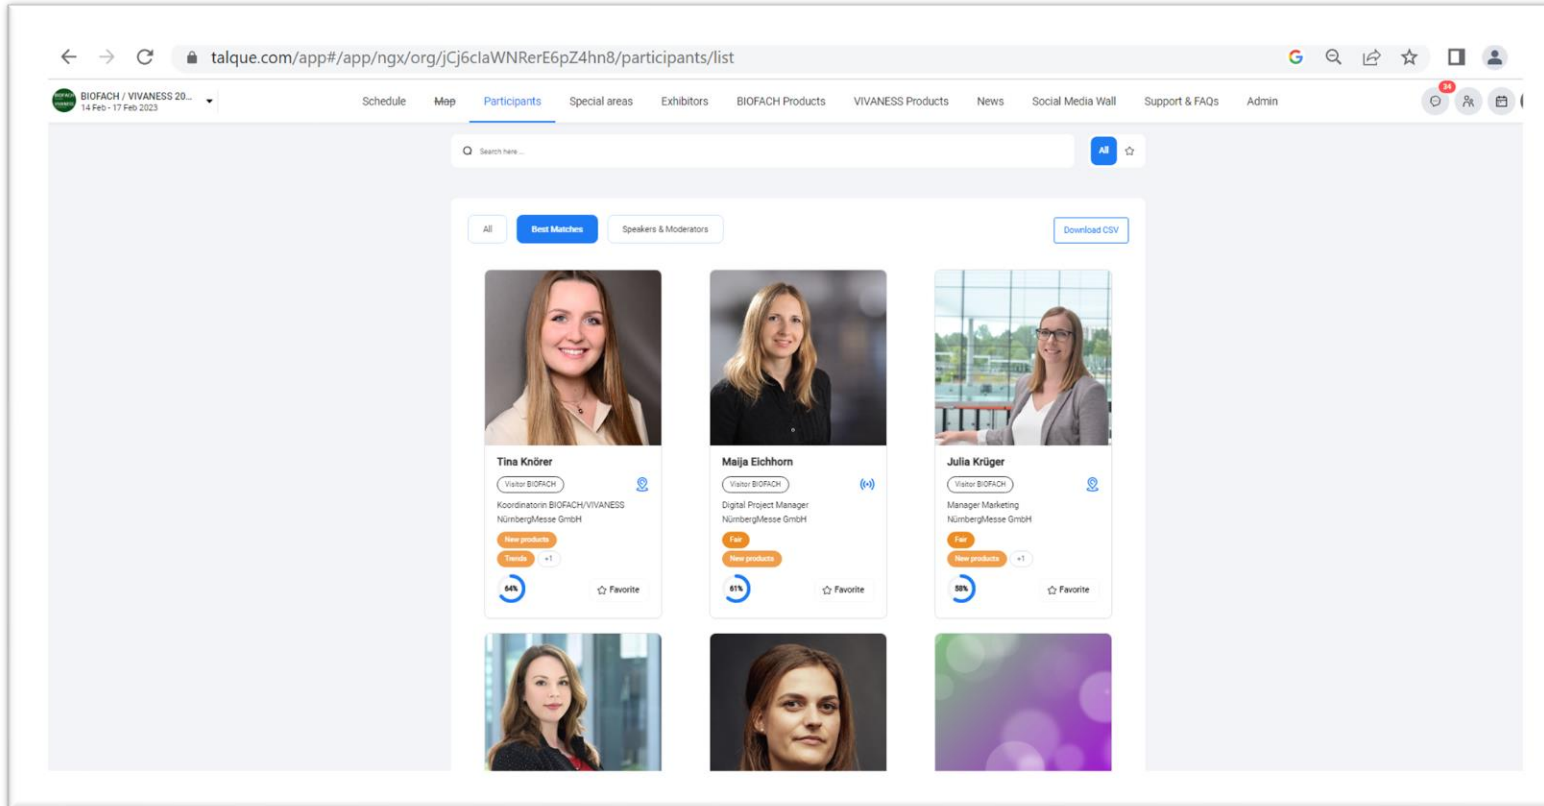 talque.com/app#/app/ngx/org/jCj6cIaWNRerE6pZ4hn8/participants/list
BIOFACH / VIVANESS 20...
14 Feb - 17 Feb 2023
Schedule Map Participants Special areas Exhibitors BIOFACH Products VIVANESS Products News Social Media Wall Support & FAQs Admin
34
Search here ...
All
All Best Matches Speakers & Moderators Download CSV
Tina Knörer
Visitor BIOFACH
Koordinatorin BIOFACH/VIVANESS
NürnbergMesse GmbH
New products
Trends +1
64% Favorite
Maija Eichhorn
Visitor BIOFACH
Digital Project Manager
NürnbergMesse GmbH
Fair
New products
61% Favorite
Julia Krüger
Visitor BIOFACH
Manager Marketing
NürnbergMesse GmbH
Fair
New products +1
58% Favorite